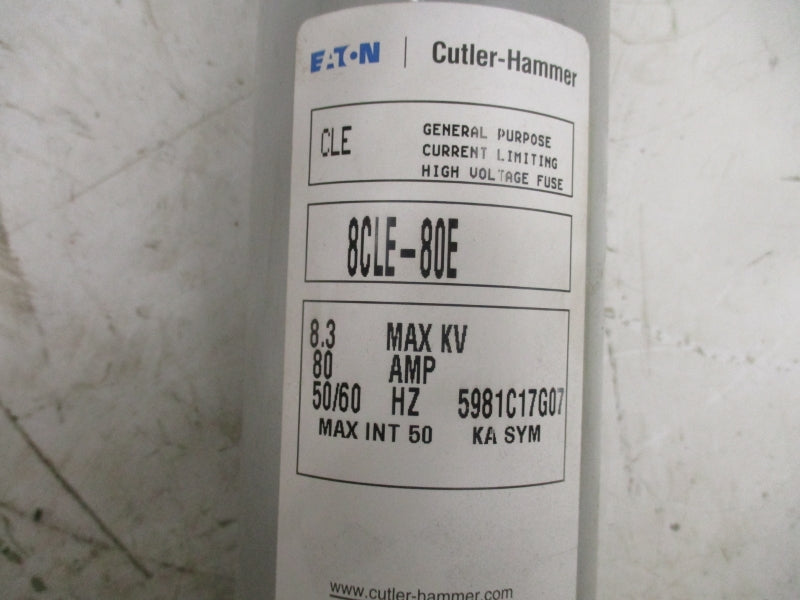 EATON | Cutler-Hammer
CLE
GENERAL PURPOSE
CURRENT LIMITING
HIGH VOLTAGE FUSE
8CLE-80E
8.3 MAX KV
80 AMP
50/60 HZ 5981C17G07
MAX INT 50 KA SYM
www.cutler-hammer.com